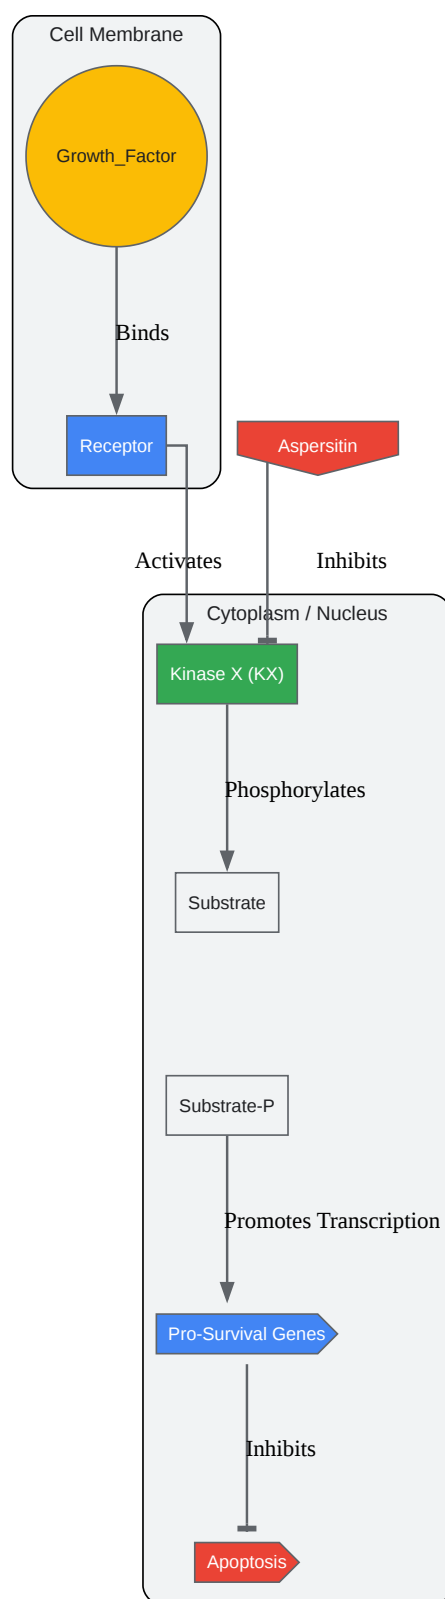 Cell Membrane
Growth_Factor
Binds
Receptor
Aspersitin
Activates
Inhibits
Cytoplasm / Nucleus
Kinase X (KX)
Phosphorylates
Substrate
Substrate-P
Promotes Transcription
Pro-Survival Genes
Inhibits
Apoptosis